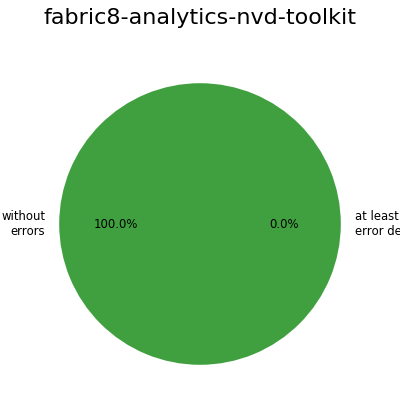 fabric8-analytics-nvd-toolkit
without
errors
100.0%
0.0%
at least
error de